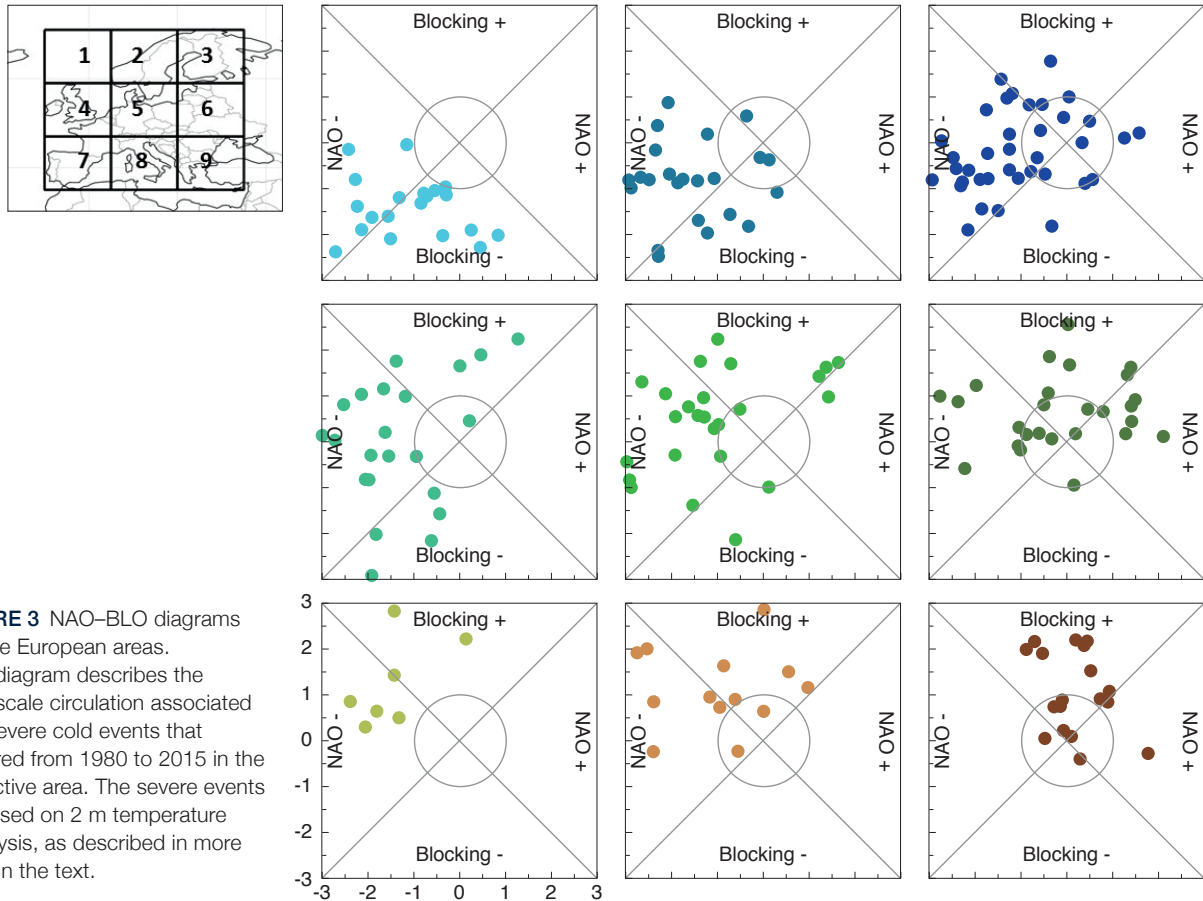 1 2 3
4 5 6
7 8 9
Blocking +
NAO -
NAO +
Blocking -
Blocking +
NAO -
NAO +
Blocking -
Blocking +
NAO -
NAO +
Blocking -
Blocking +
NAO -
NAO +
Blocking -
Blocking +
NAO -
NAO +
Blocking -
Blocking +
NAO -
NAO +
Blocking -
RE 3 NAO–BLO diagrams
e European areas.
diagram describes the
scale circulation associated
evere cold events that
red from 1980 to 2015 in the
ctive area. The severe events
sed on 2 m temperature
ysis, as described in more
n the text.
3
2
1
0
-1
-2
-3
-3 -2 -1 0 1 2 3
Blocking +
NAO -
NAO +
Blocking -
Blocking +
NAO -
NAO +
Blocking -
Blocking +
NAO -
NAO +
Blocking -